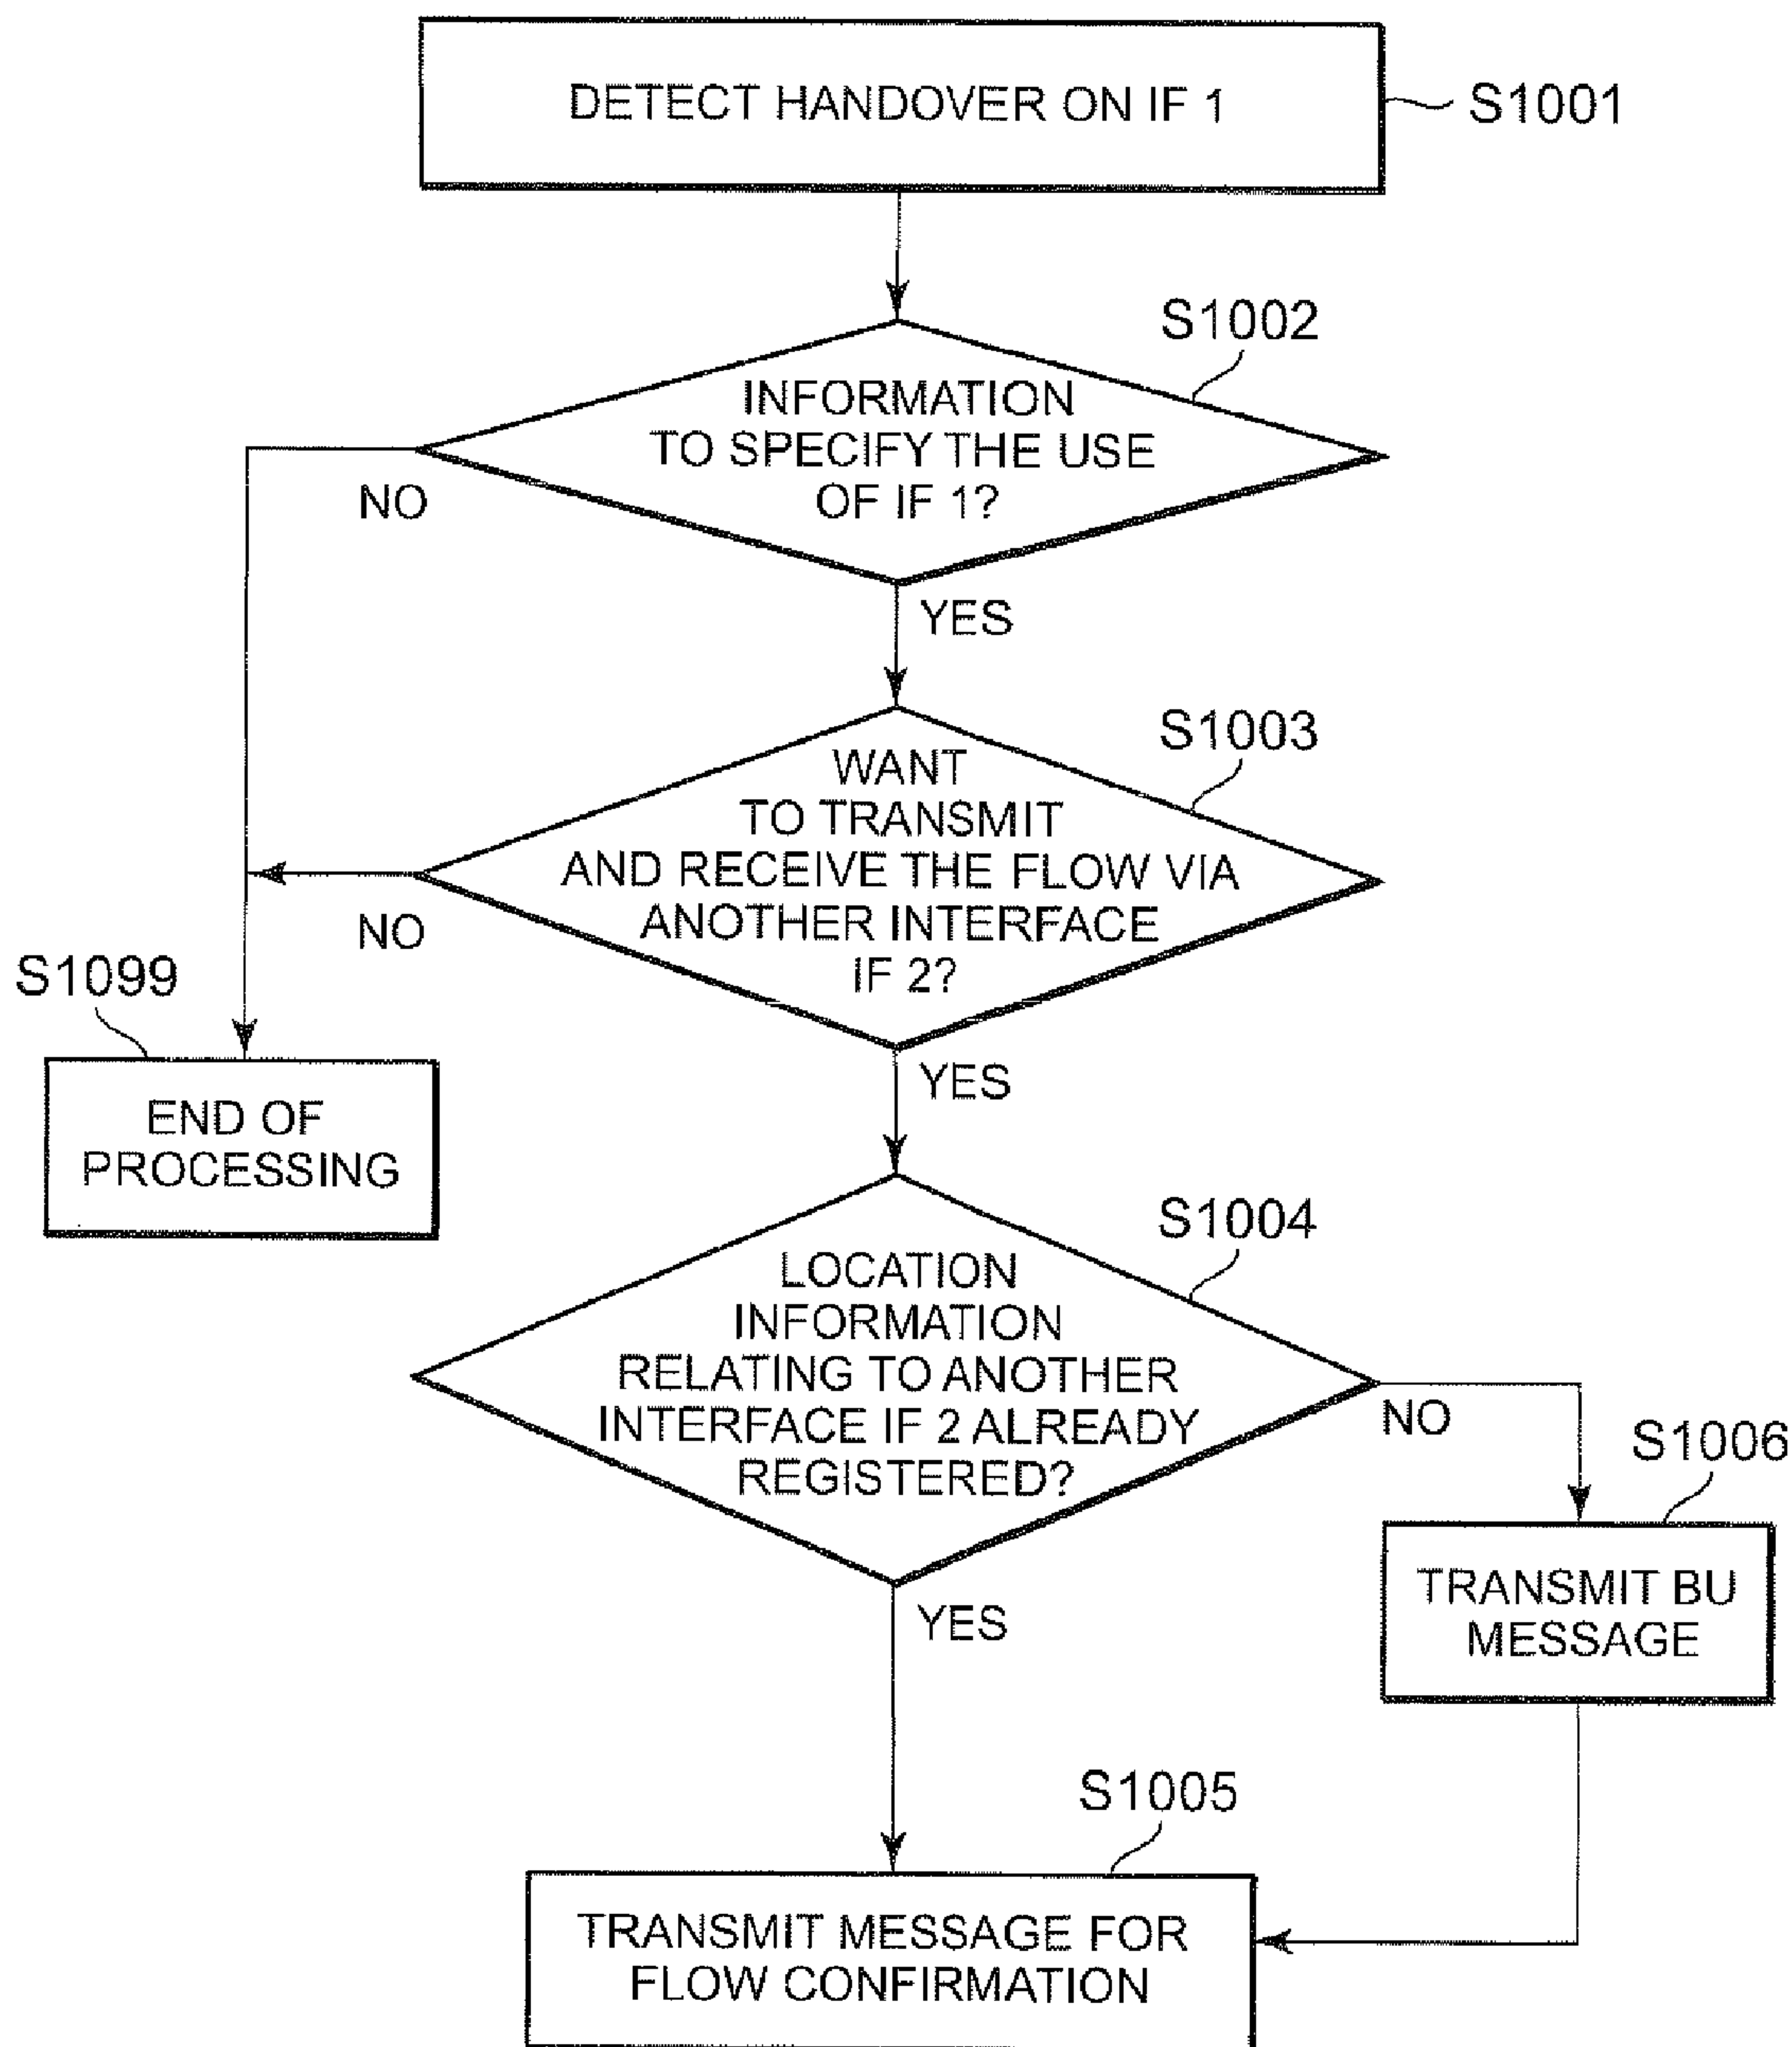 DETECT HANDOVER ON IF 1
S1001
S1002
INFORMATION
TO SPECIFY THE USE
OF IF 1?
NO
YES
S1003
WANT
TO TRANSMIT
AND RECEIVE THE FLOW VIA
ANOTHER INTERFACE
IF 2?
NO
S1099
YES
END OF
PROCESSING
S1004
LOCATION
INFORMATION
RELATING TO ANOTHER
INTERFACE IF 2 ALREADY
REGISTERED?
NO
S1006
YES
TRANSMIT BU
MESSAGE
S1005
TRANSMIT MESSAGE FOR
FLOW CONFIRMATION